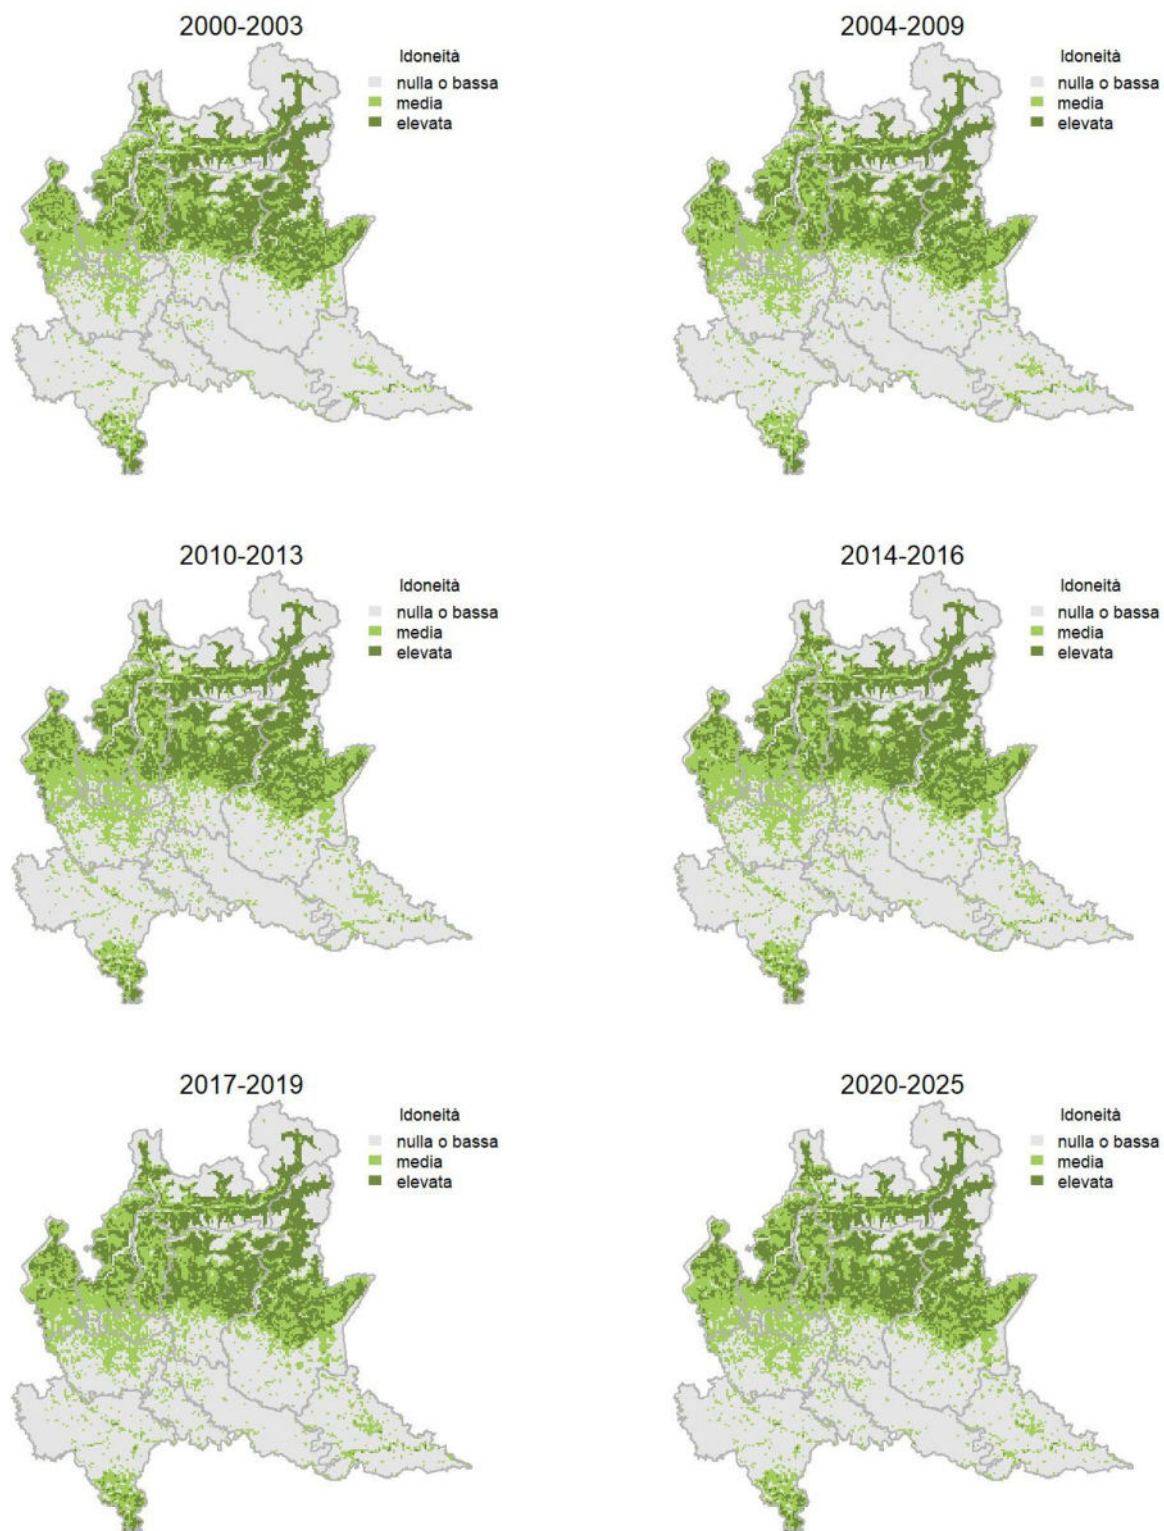 2000-2003
Idoneità
nulla o bassa
media
elevata
2004-2009
Idoneità
nulla o bassa
media
elevata
2010-2013
Idoneità
nulla o bassa
media
elevata
2014-2016
Idoneità
nulla o bassa
media
elevata
2017-2019
Idoneità
nulla o bassa
media
elevata
2020-2025
Idoneità
nulla o bassa
media
elevata